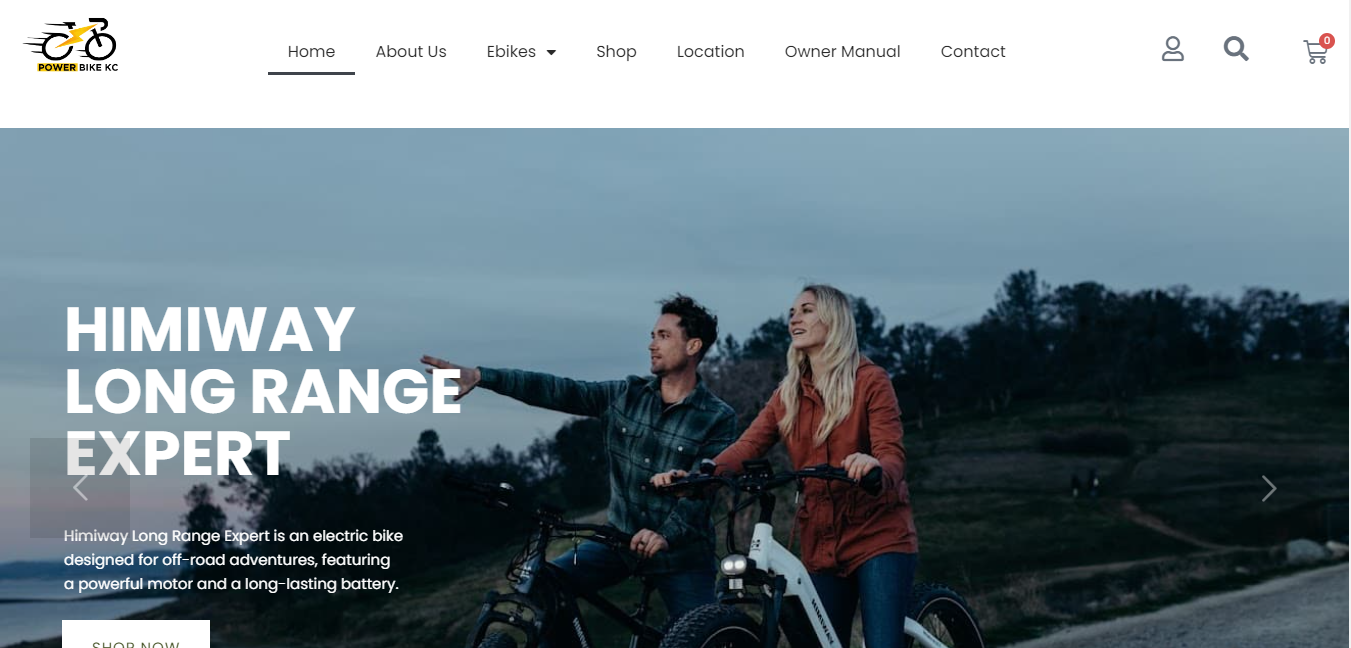 POWER BIKE KC
Home
About Us
Ebikes
Shop
Location
Owner Manual
Contact
0
HIMIWAY
LONG RANGE
EXPERT
Himiway Long Range Expert is an electric bike
designed for off-road adventures, featuring
a powerful motor and a long-lasting battery.
SHOP NOW
HIMIWAY